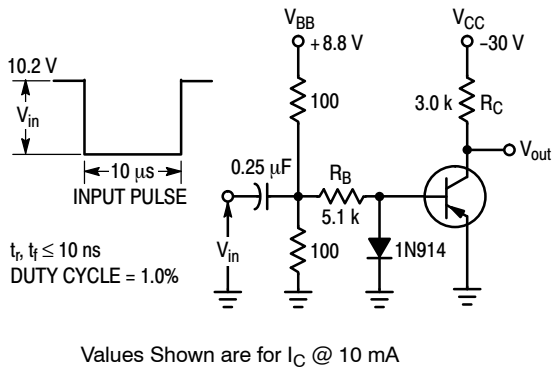 V_BB
+8.8 V
V_CC
-30 V
10.2 V
V_in
10 μs
INPUT PULSE
100
3.0 k
R_C
V_out
0.25 μF
R_B
5.1 k
V_in
100
1N914
t_r, t_f ≤ 10 ns
DUTY CYCLE = 1.0%
Values Shown are for I_C @ 10 mA